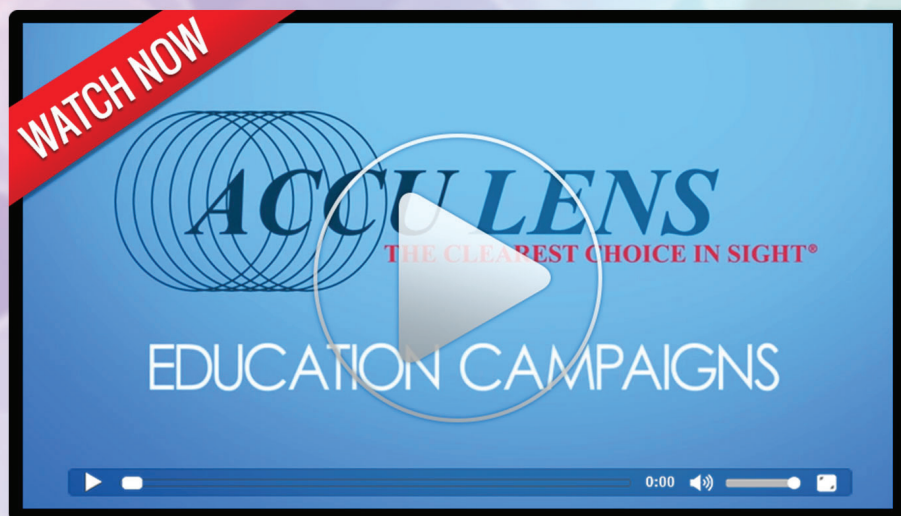 WATCH NOW
ACCU LENS
THE CLEAREST CHOICE IN SIGHT®
EDUCATION CAMPAIGNS
0:00